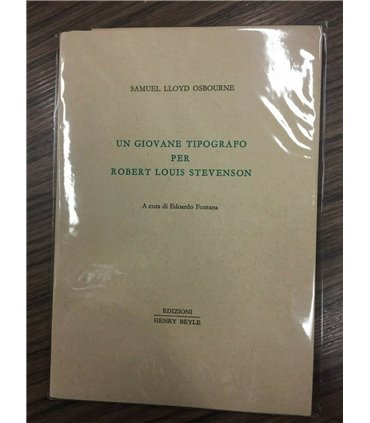 SAMUEL LLOYD OSBOURNE
UN GIOVANE TIPOGRAFO
PER
ROBERT LOUIS STEVENSON
A cura di Edoardo Fontana
EDIZIONI
HENRY BEYLE